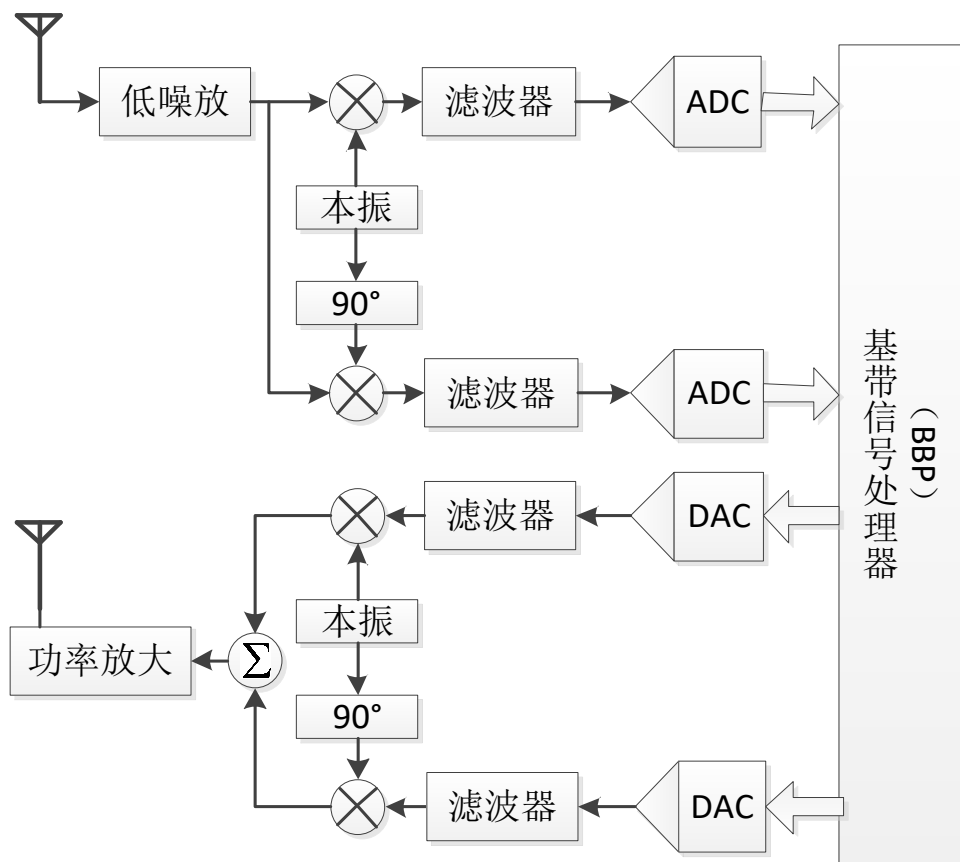 低噪放
滤波器
ADC
本振
90°
滤波器
ADC
基带信号处理器
（BBP）
滤波器
DAC
本振
功率放大
Σ
90°
滤波器
DAC